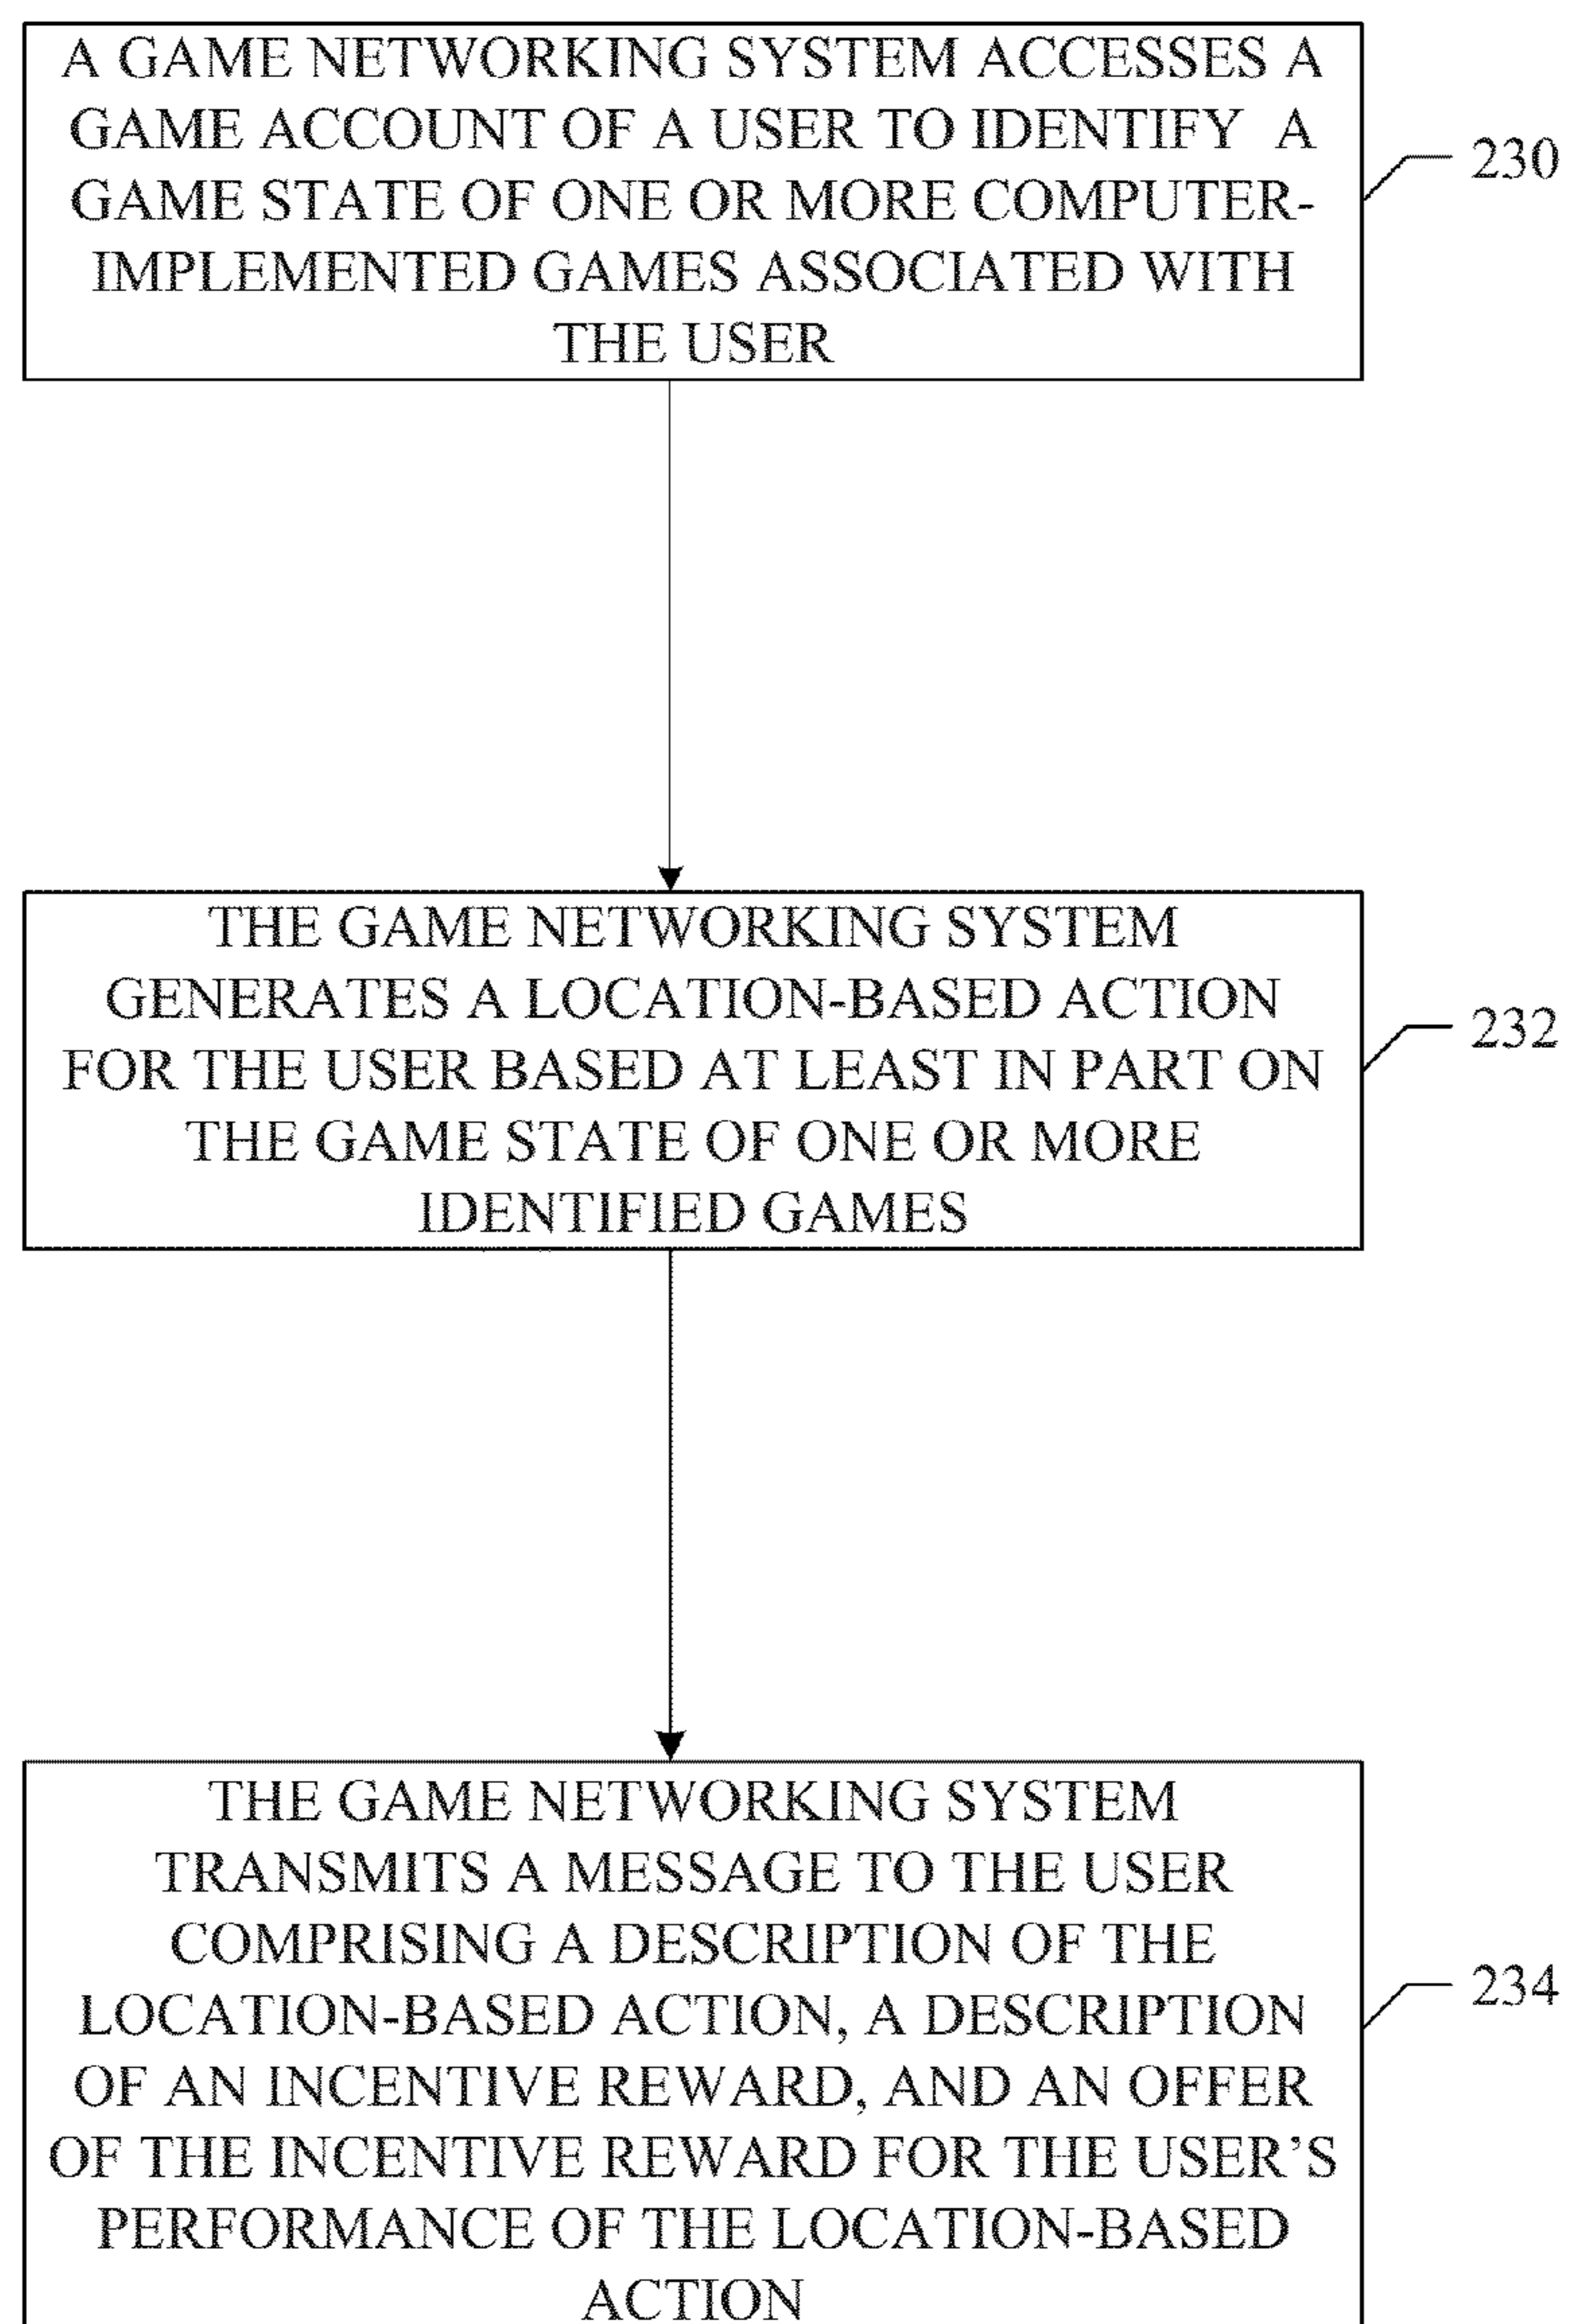 A GAME NETWORKING SYSTEM ACCESSES A
GAME ACCOUNT OF A USER TO IDENTIFY A
GAME STATE OF ONE OR MORE COMPUTER-
IMPLEMENTED GAMES ASSOCIATED WITH
THE USER
230
THE GAME NETWORKING SYSTEM
GENERATES A LOCATION-BASED ACTION
FOR THE USER BASED AT LEAST IN PART ON
THE GAME STATE OF ONE OR MORE
IDENTIFIED GAMES
232
THE GAME NETWORKING SYSTEM
TRANSMITS A MESSAGE TO THE USER
COMPRISING A DESCRIPTION OF THE
LOCATION-BASED ACTION, A DESCRIPTION
OF AN INCENTIVE REWARD, AND AN OFFER
OF THE INCENTIVE REWARD FOR THE USER’S
PERFORMANCE OF THE LOCATION-BASED
ACTION
234